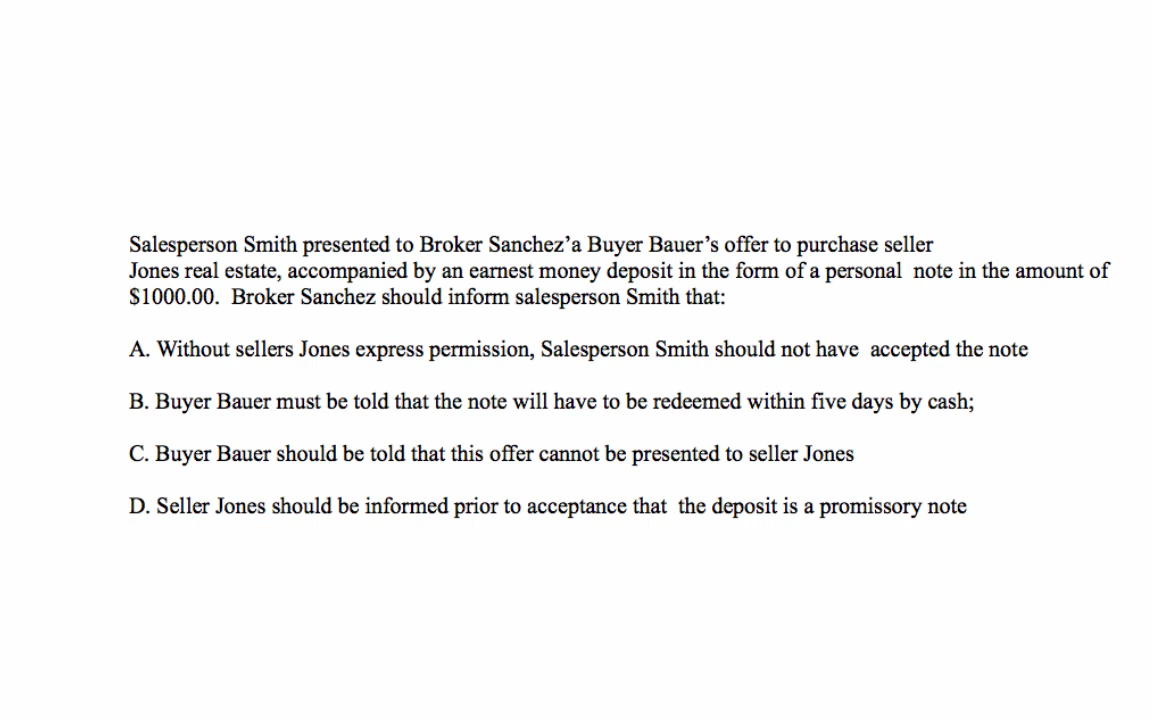 Salesperson Smith presented to Broker Sanchez’a Buyer Bauer’s offer to purchase seller
Jones real estate, accompanied by an earnest money deposit in the form of a personal  note in the amount of
$1000.00.  Broker Sanchez should inform salesperson Smith that:
A. Without sellers Jones express permission, Salesperson Smith should not have  accepted the note
B. Buyer Bauer must be told that the note will have to be redeemed within five days by cash;
C. Buyer Bauer should be told that this offer cannot be presented to seller Jones
D. Seller Jones should be informed prior to acceptance that  the deposit is a promissory note